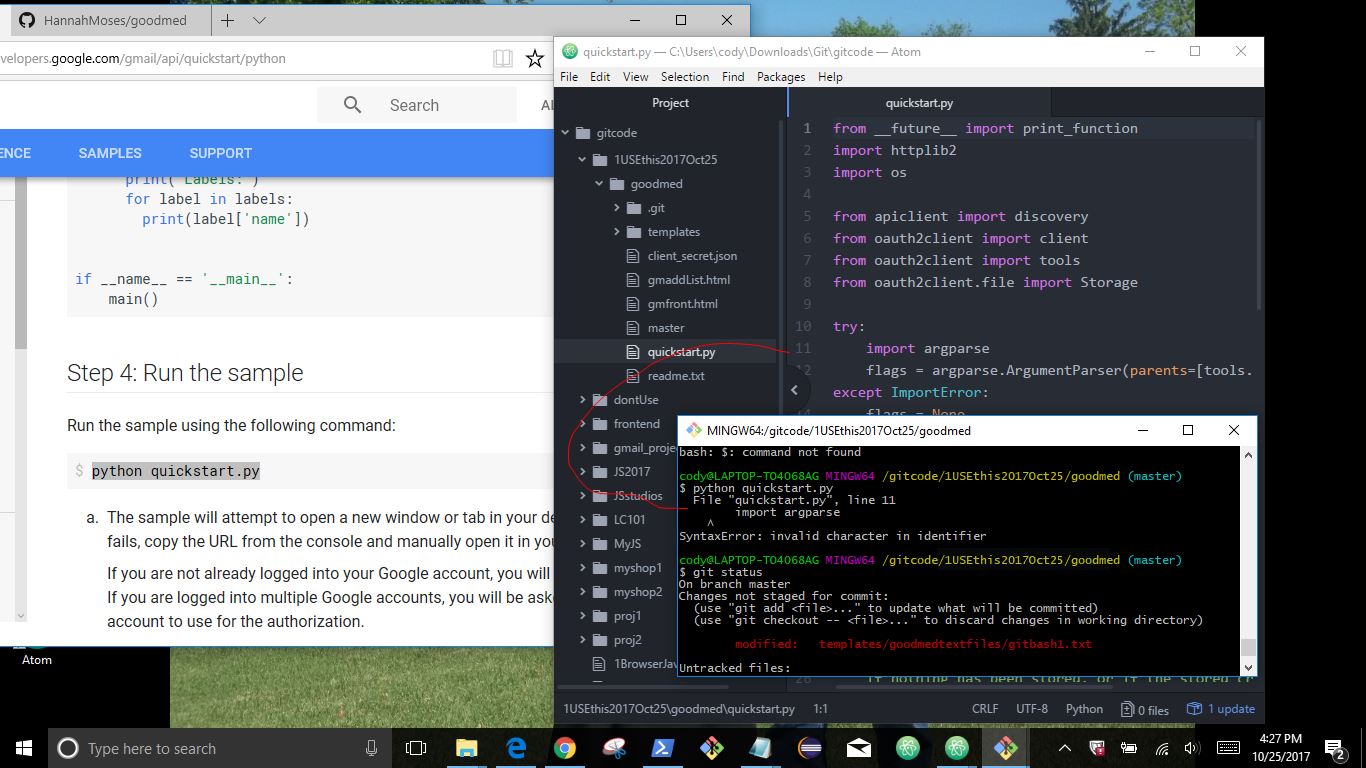 HannahMoses/goodmed
velopers.google.com/gmail/api/quickstart/python
Search
ENCE SAMPLES SUPPORT
print('Labels:')
for label in labels:
print(label['name'])
if __name__ == '__main__':
main()
Step 4: Run the sample
Run the sample using the following command:
$ python quickstart.py
a. The sample will attempt to open a new window or tab in your de
fails, copy the URL from the console and manually open it in you
If you are not already logged into your Google account, you will
If you are logged into multiple Google accounts, you will be aske
account to use for the authorization.
Atom
quickstart.py — C:\Users\cody\Downloads\Git\gitcode — Atom
File Edit View Selection Find Packages Help
Project
gitcode
1USEthis2017Oct25
goodmed
.git
templates
client_secret.json
gmaddList.html
gmfront.html
master
quickstart.py
readme.txt
dontUse
frontend
gmail_projec
JS2017
JSstudios
LC101
MyJS
myshop1
myshop2
proj1
proj2
1BrowserJav
quickstart.py
1 from __future__ import print_function
2 import httplib2
3 import os
4
5 from apiclient import discovery
6 from oauth2client import client
7 from oauth2client import tools
8 from oauth2client.file import Storage
9
10 try:
11 import argparse
12 flags = argparse.ArgumentParser(parents=[tools.
except ImportError:
14 flags = None
MINGW64:/gitcode/1USEthis2017Oct25/goodmed
bash: $: command not found
cody@LAPTOP-TO4O68AG MINGW64 /gitcode/1USEthis2017Oct25/goodmed (master)
$ python quickstart.py
File "quickstart.py", line 11
import argparse
^
SyntaxError: invalid character in identifier
cody@LAPTOP-TO4O68AG MINGW64 /gitcode/1USEthis2017Oct25/goodmed (master)
$ git status
On branch master
Changes not staged for commit:
(use "git add <file>..." to update what will be committed)
(use "git checkout -- <file>..." to discard changes in working directory)
modified: templates/goodmedtextfiles/gitbash1.txt
Untracked files:
28 if nothing has been stored, or if the stored cr
1USEthis2017Oct25\goodmed\quickstart.py 1:1 CRLF UTF-8 Python 0 files 1 update
Type here to search
4:27 PM
10/25/2017
2